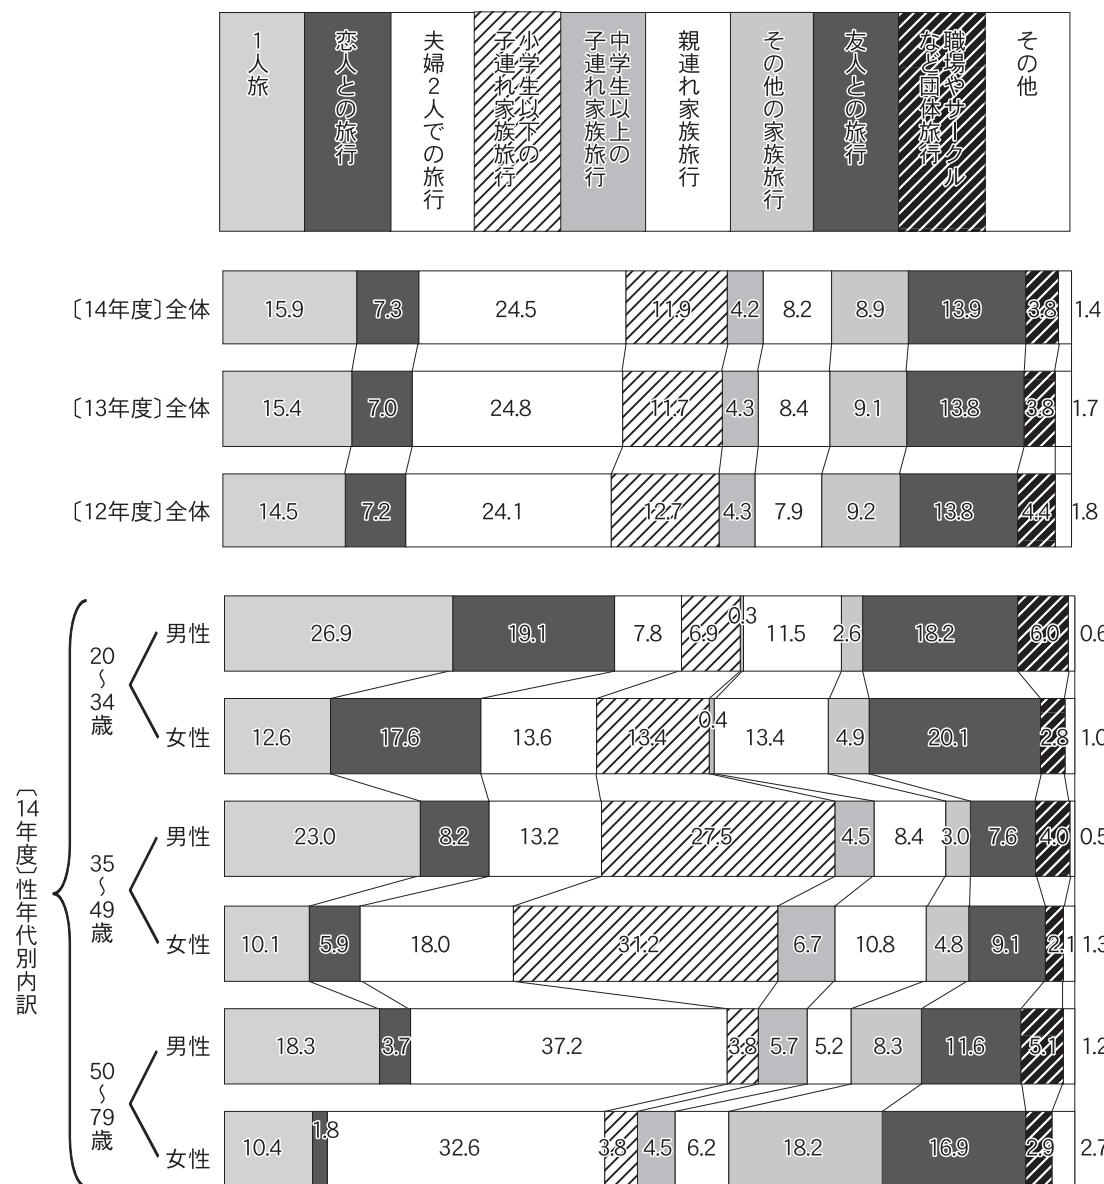 1人旅
恋人との旅行
夫婦2人での旅行
小学生以下の
子連れ家族旅行
中学生以上の
子連れ家族旅行
親連れ家族旅行
その他の家族旅行
友人との旅行
職場やサークル
など団体旅行
その他
〔14年度〕全体 15.9 7.3 24.5 11.9 4.2 8.2 8.9 13.9 3.8 1.4
〔13年度〕全体 15.4 7.0 24.8 11.7 4.3 8.4 9.1 13.8 3.8 1.7
〔12年度〕全体 14.5 7.2 24.1 12.7 4.3 7.9 9.2 13.8 4.4 1.8
〔14年度〕性年代別内訳
20〜34歳
男性 26.9 19.1 7.8 6.9 0.3 11.5 2.6 18.2 6.0 0.6
女性 12.6 17.6 13.6 13.4 0.4 13.4 4.9 20.1 2.8 1.0
35〜49歳
男性 23.0 8.2 13.2 27.5 4.5 8.4 3.0 7.6 4.0 0.5
女性 10.1 5.9 18.0 31.2 6.7 10.8 4.8 9.1 2.1 1.3
50〜79歳
男性 18.3 3.7 37.2 3.8 5.7 5.2 8.3 11.6 5.1 1.2
女性 10.4 1.8 32.6 3.8 4.5 6.2 18.2 16.9 2.9 2.7